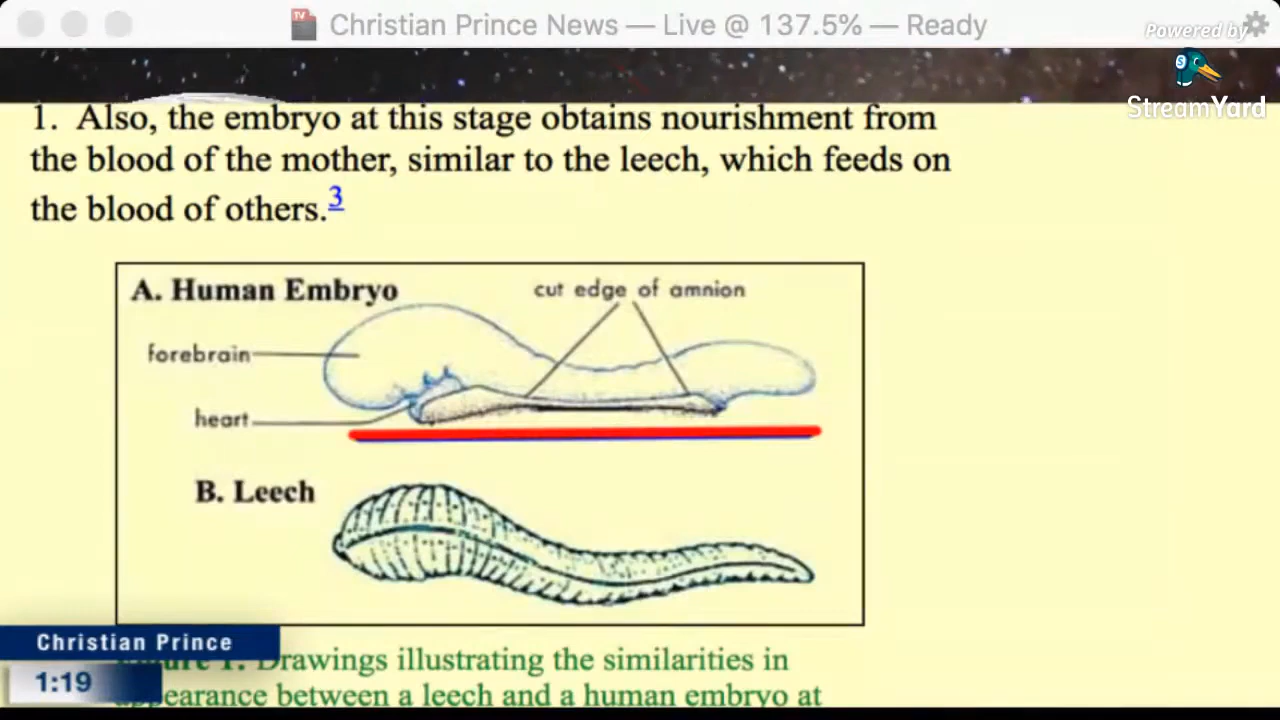 Christian Prince News — Live @ 137.5% — Ready
Powered by
StreamYard
1. Also, the embryo at this stage obtains nourishment from
the blood of the mother, similar to the leech, which feeds on
the blood of others.3
A. Human Embryo
cut edge of amnion
forebrain
heart
B. Leech
Christian Prince
1:19
1. Drawings illustrating the similarities in
between a leech and a human embryo at